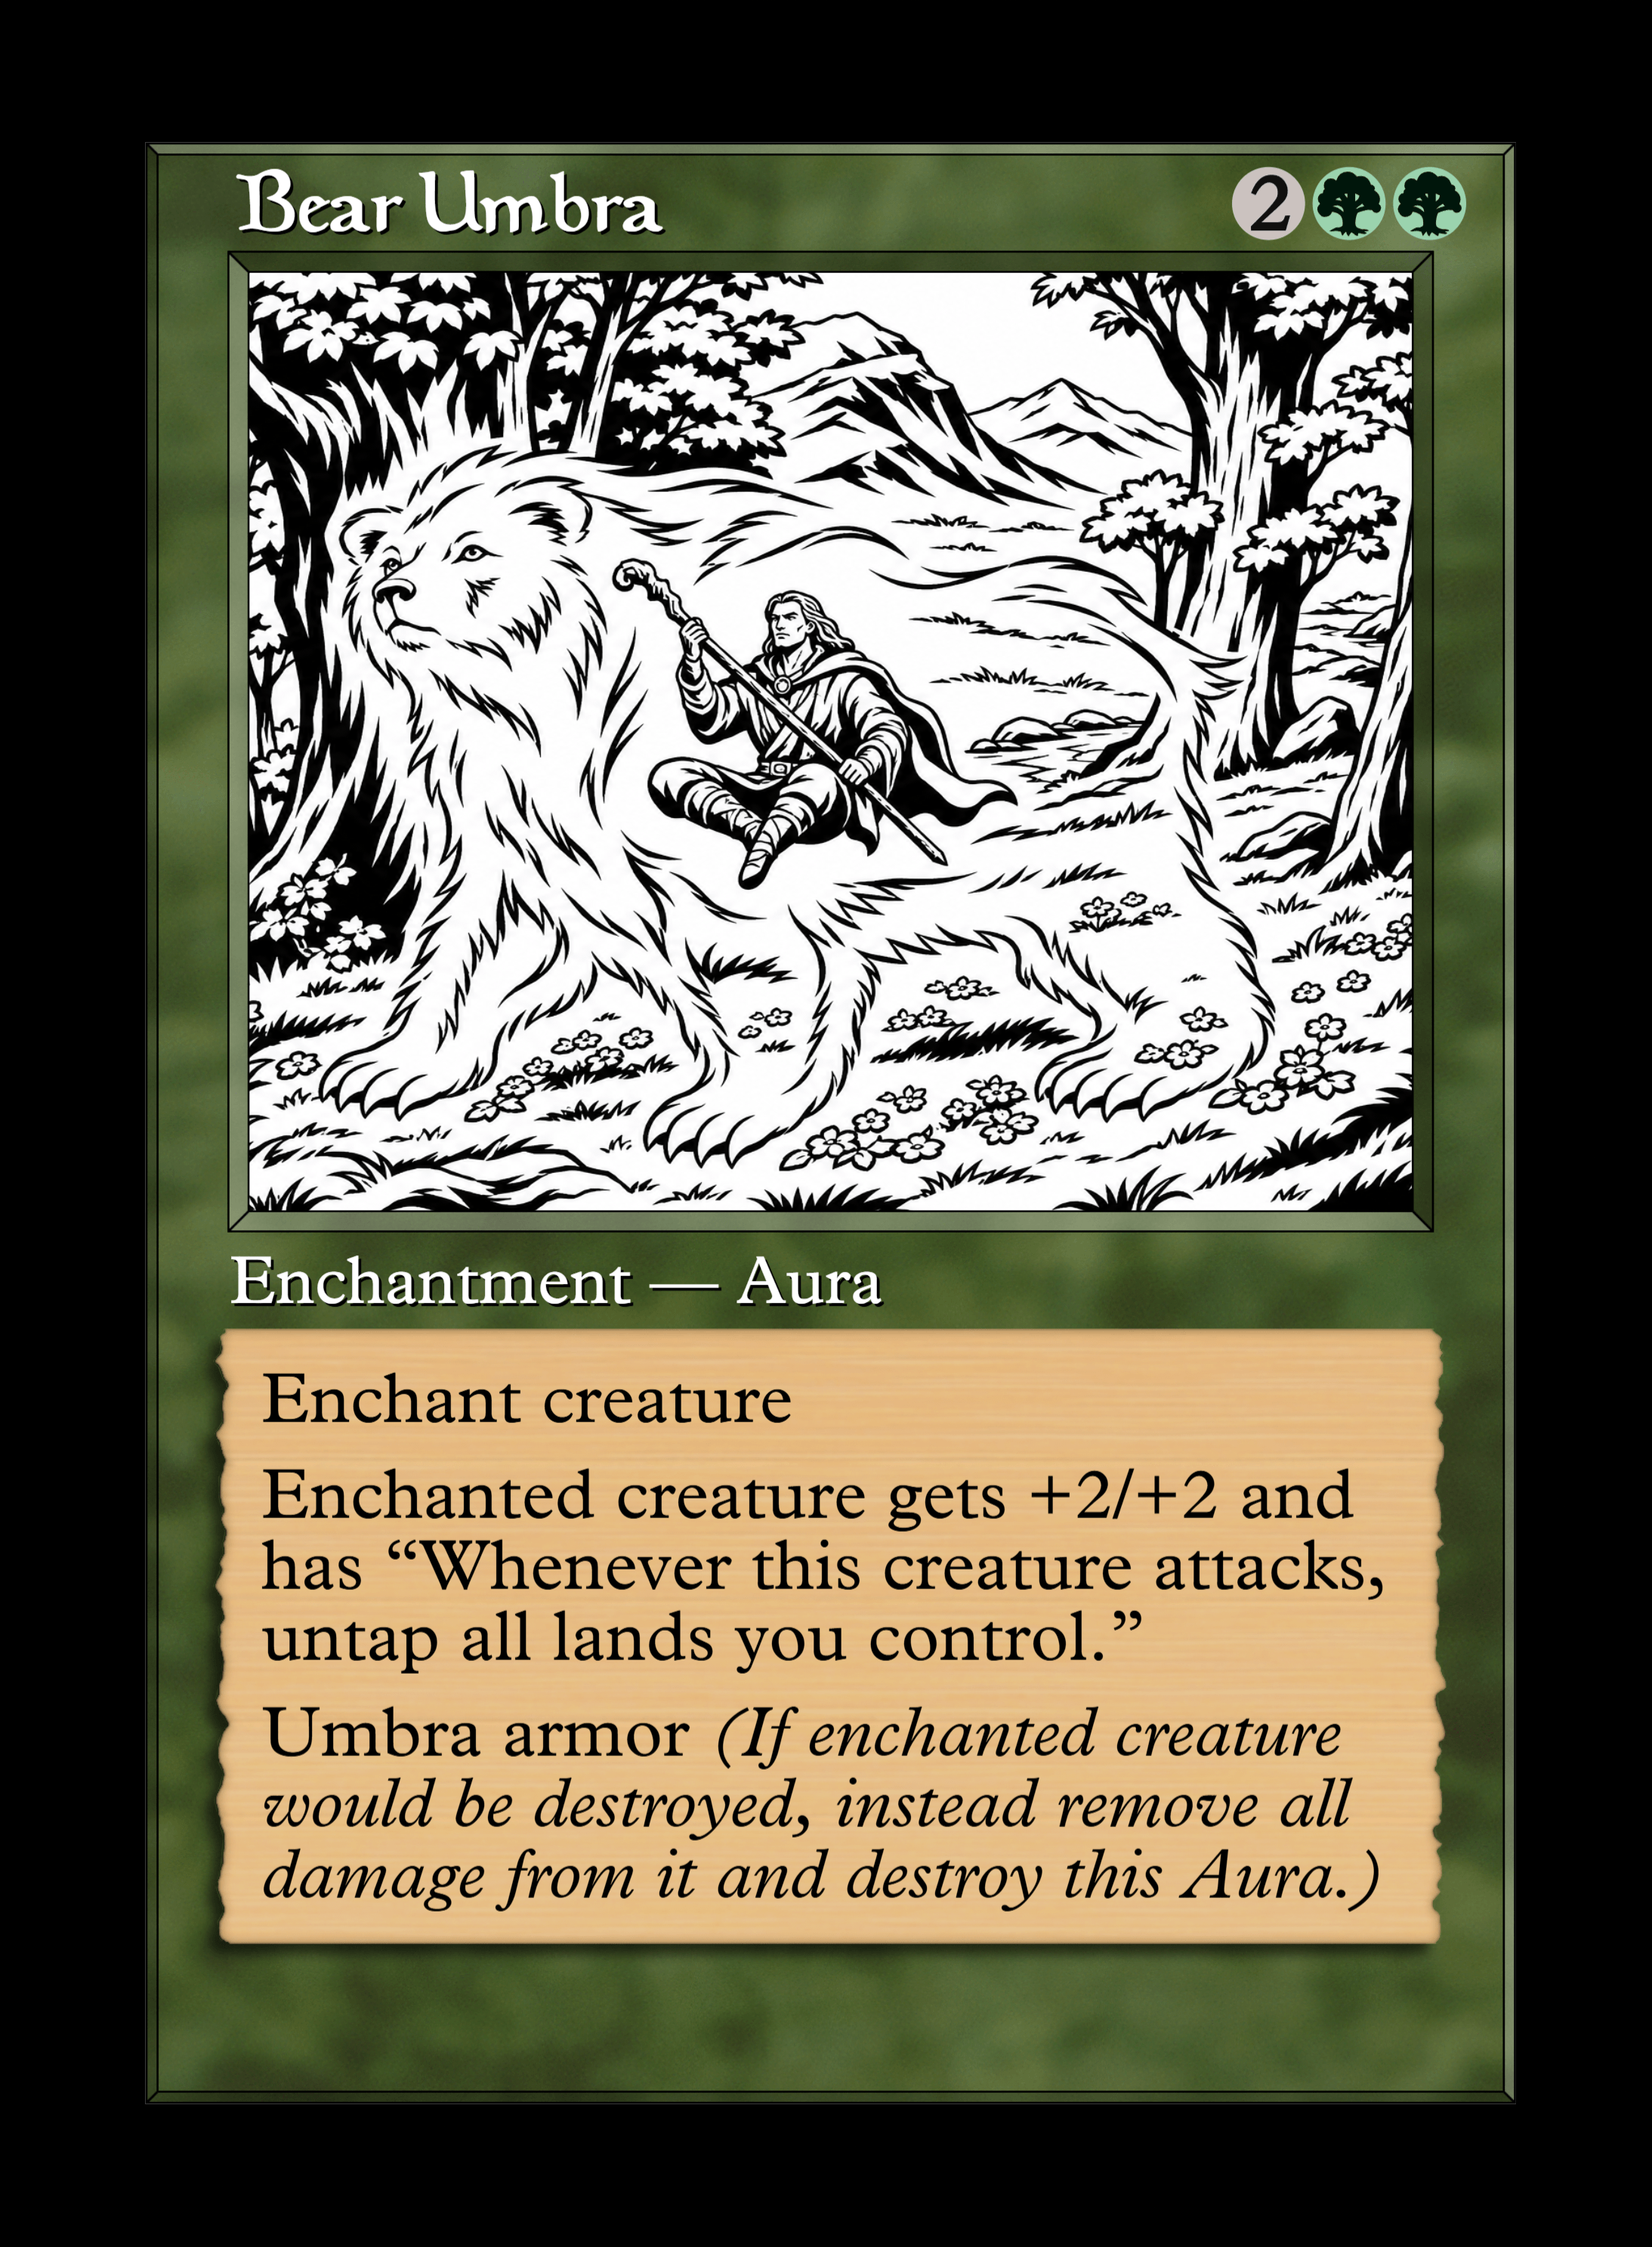 Bear Umbra 2
Enchantment — Aura
Enchant creature
Enchanted creature gets +2/+2 and
has “Whenever this creature attacks,
untap all lands you control.”
Umbra armor (If enchanted creature
would be destroyed, instead remove all
damage from it and destroy this Aura.)